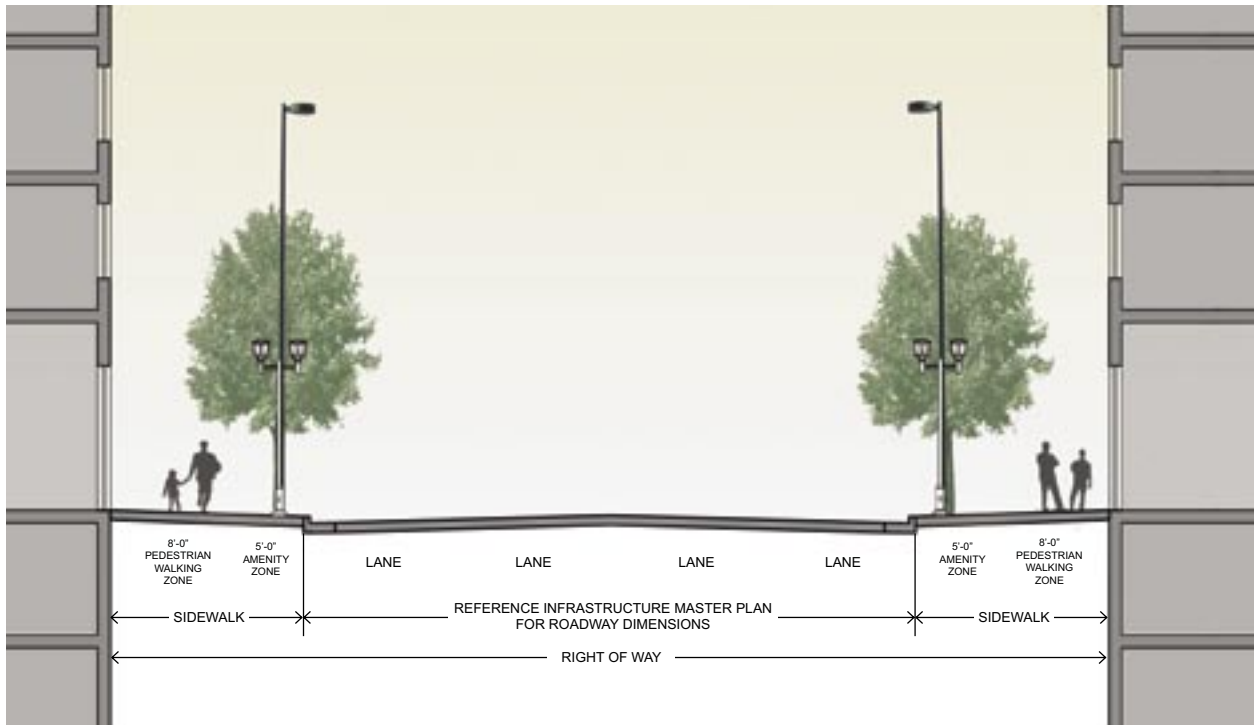 8'-0"
PEDESTRIAN
WALKING
ZONE
5'-0"
AMENITY
ZONE
LANE
LANE
LANE
LANE
5'-0"
AMENITY
ZONE
8'-0"
PEDESTRIAN
WALKING
ZONE
SIDEWALK
REFERENCE INFRASTRUCTURE MASTER PLAN
FOR ROADWAY DIMENSIONS
SIDEWALK
RIGHT OF WAY